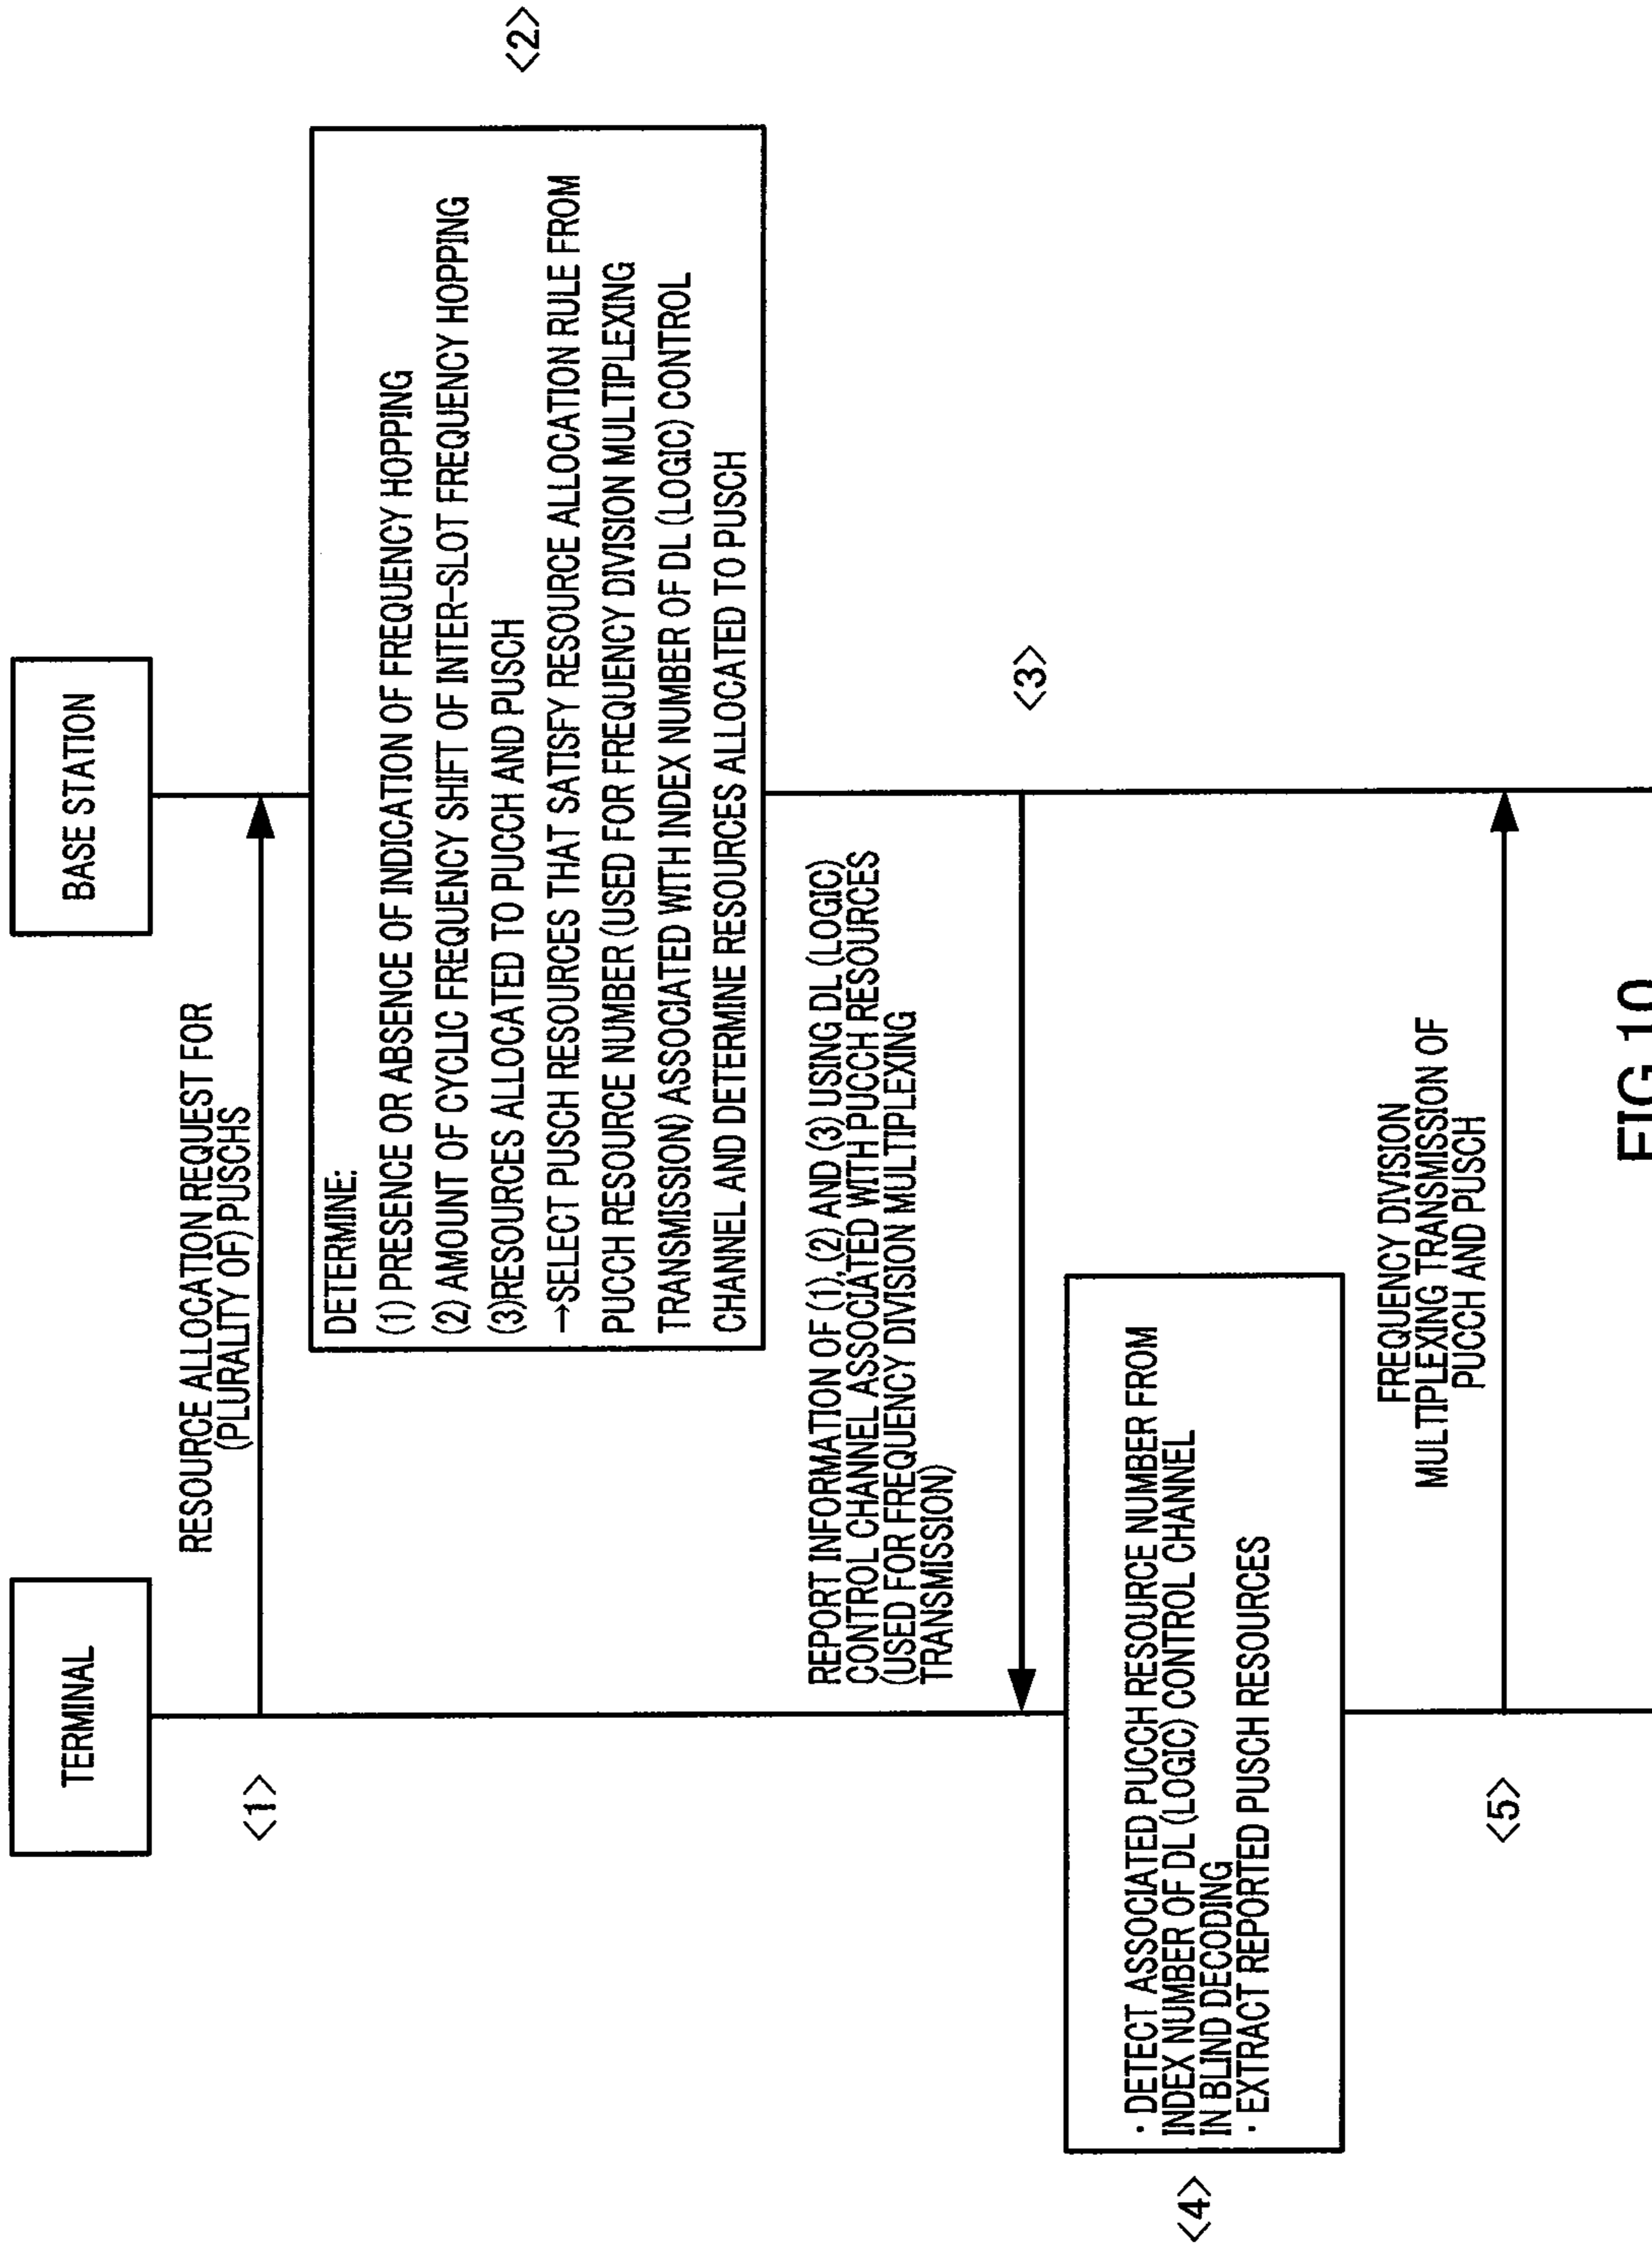 TERMINAL
BASE STATION
<1>
RESOURCE ALLOCATION REQUEST FOR
(PLURALITY OF) PUSCHS
<2>
DETERMINE:
(1) PRESENCE OR ABSENCE OF INDICATION OF FREQUENCY HOPPING
(2) AMOUNT OF CYCLIC FREQUENCY SHIFT OF INTER-SLOT FREQUENCY HOPPING
(3)RESOURCES ALLOCATED TO PUCCH AND PUSCH
→SELECT PUSCH RESOURCES THAT SATISFY RESOURCE ALLOCATION RULE FROM
PUCCH RESOURCE NUMBER (USED FOR FREQUENCY DIVISION MULTIPLEXING
TRANSMISSION) ASSOCIATED WITH INDEX NUMBER OF DL (LOGIC) CONTROL
CHANNEL AND DETERMINE RESOURCES ALLOCATED TO PUSCH
REPORT INFORMATION OF (1), (2) AND (3) USING DL (LOGIC)
CONTROL CHANNEL ASSOCIATED WITH PUCCH RESOURCES
(USED FOR FREQUENCY DIVISION MULTIPLEXING
TRANSMISSION)
<3>
<4>
· DETECT ASSOCIATED PUCCH RESOURCE NUMBER FROM
INDEX NUMBER OF DL (LOGIC) CONTROL CHANNEL
IN BLIND DECODING
· EXTRACT REPORTED PUSCH RESOURCES
<5>
FREQUENCY DIVISION
MULTIPLEXING TRANSMISSION OF
PUCCH AND PUSCH
FIG.10